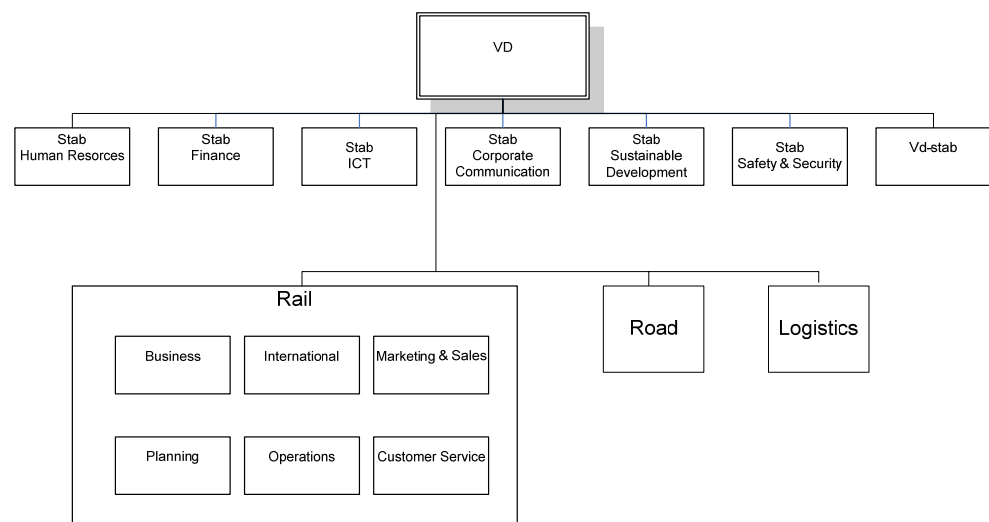 VD
Stab
Human Resorces
Stab
Finance
Stab
ICT
Stab
Corporate
Communication
Stab
Sustainable
Development
Stab
Safety & Security
Vd-stab
Rail
Business
International
Marketing & Sales
Planning
Operations
Customer Service
Road
Logistics